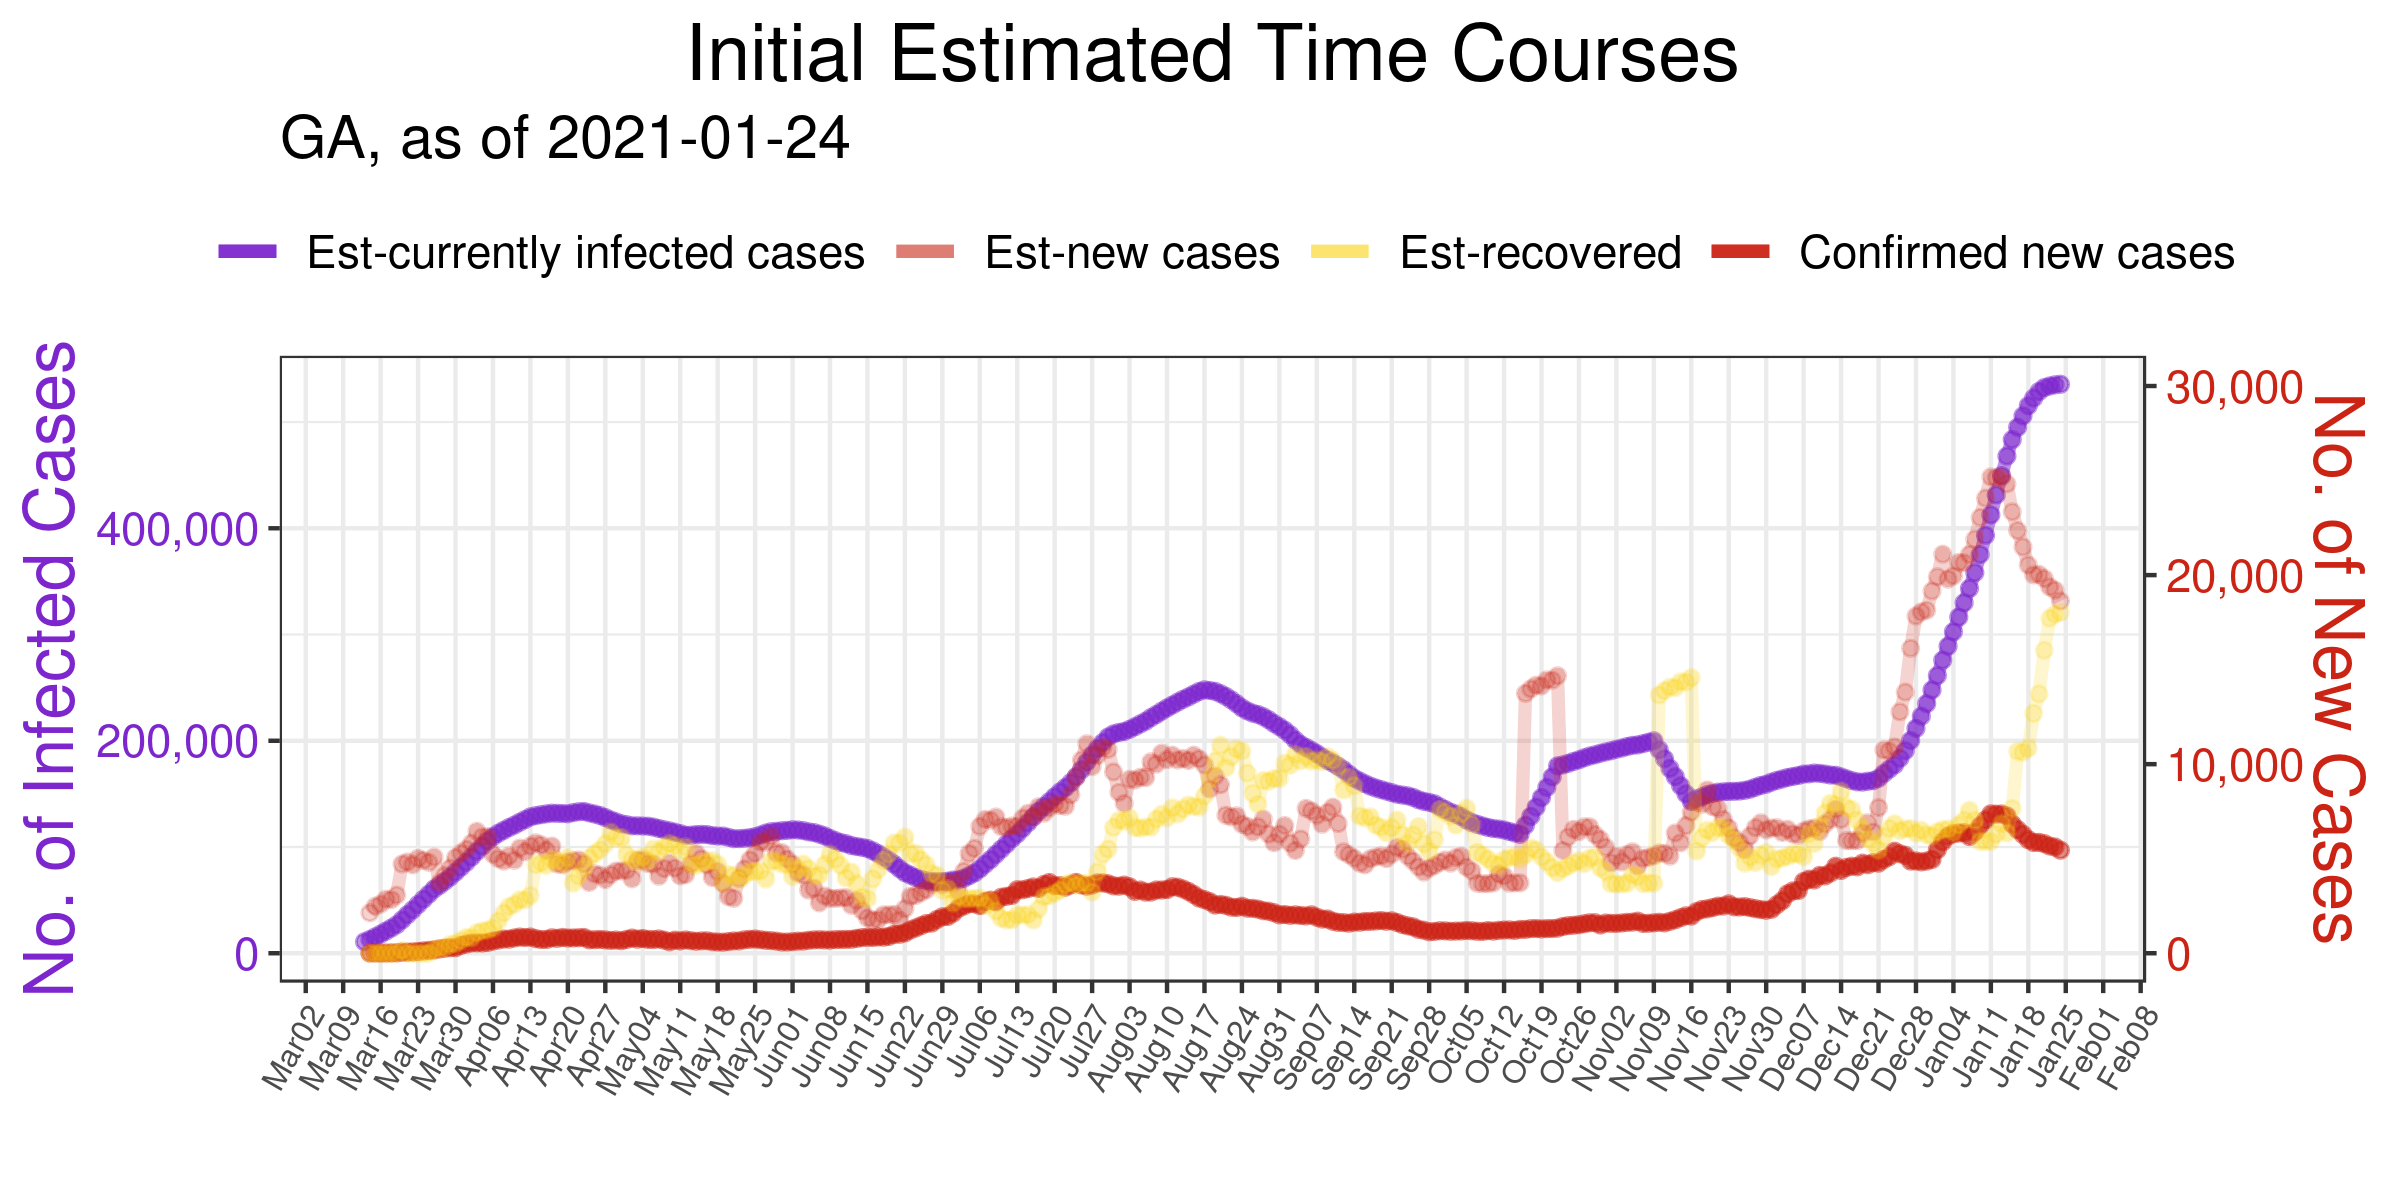 Initial Estimated Time Courses
GA, as of 2021-01-24
Est-currently infected cases Est-new cases Est-recovered Confirmed new cases
No. of Infected Cases
400,000
200,000
0
30,000
20,000
10,000
0
No. of New Cases
Mar02 Mar09 Mar16 Mar23 Mar30 Apr06 Apr13 Apr20 Apr27 May04 May11 May18 May25 Jun01 Jun08 Jun15 Jun22 Jun29 Jul06 Jul13 Jul20 Jul27 Aug03 Aug10 Aug17 Aug24 Aug31 Sep07 Sep14 Sep21 Sep28 Oct05 Oct12 Oct19 Oct26 Nov02 Nov09 Nov16 Nov23 Nov30 Dec07 Dec14 Dec21 Dec28 Jan04 Jan11 Jan18 Jan25 Feb01 Feb08